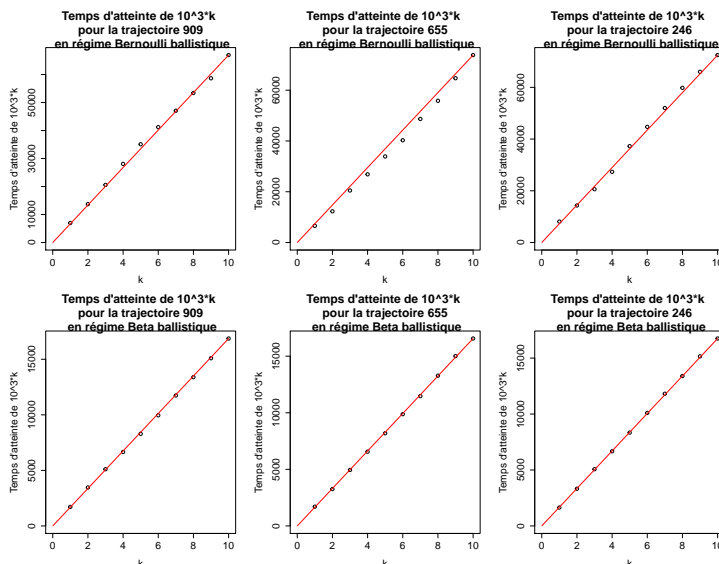 Temps d'atteinte de 10^3*k
pour la trajectoire 909
en régime Bernoulli ballistique
Temps d'atteinte de 10^3*k
0
10000
30000
50000
0 2 4 6 8 10
k
Temps d'atteinte de 10^3*k
pour la trajectoire 655
en régime Bernoulli ballistique
Temps d'atteinte de 10^3*k
0
20000
40000
60000
0 2 4 6 8 10
k
Temps d'atteinte de 10^3*k
pour la trajectoire 246
en régime Bernoulli ballistique
Temps d'atteinte de 10^3*k
0
20000
40000
60000
0 2 4 6 8 10
k
Temps d'atteinte de 10^3*k
pour la trajectoire 909
en régime Beta ballistique
Temps d'atteinte de 10^3*k
0
5000
10000
15000
0 2 4 6 8 10
k
Temps d'atteinte de 10^3*k
pour la trajectoire 655
en régime Beta ballistique
Temps d'atteinte de 10^3*k
0
5000
10000
15000
0 2 4 6 8 10
k
Temps d'atteinte de 10^3*k
pour la trajectoire 246
en régime Beta ballistique
Temps d'atteinte de 10^3*k
0
5000
10000
15000
0 2 4 6 8 10
k